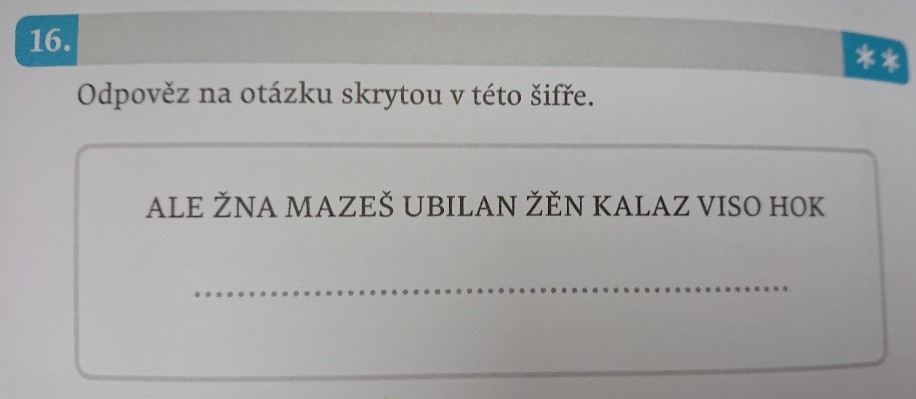 16.
**
Odpověz na otázku skrytou v této šifře.
ALE ŽNA MAZEŠ UBILAN ŽĚN KALAZ VISO HOK